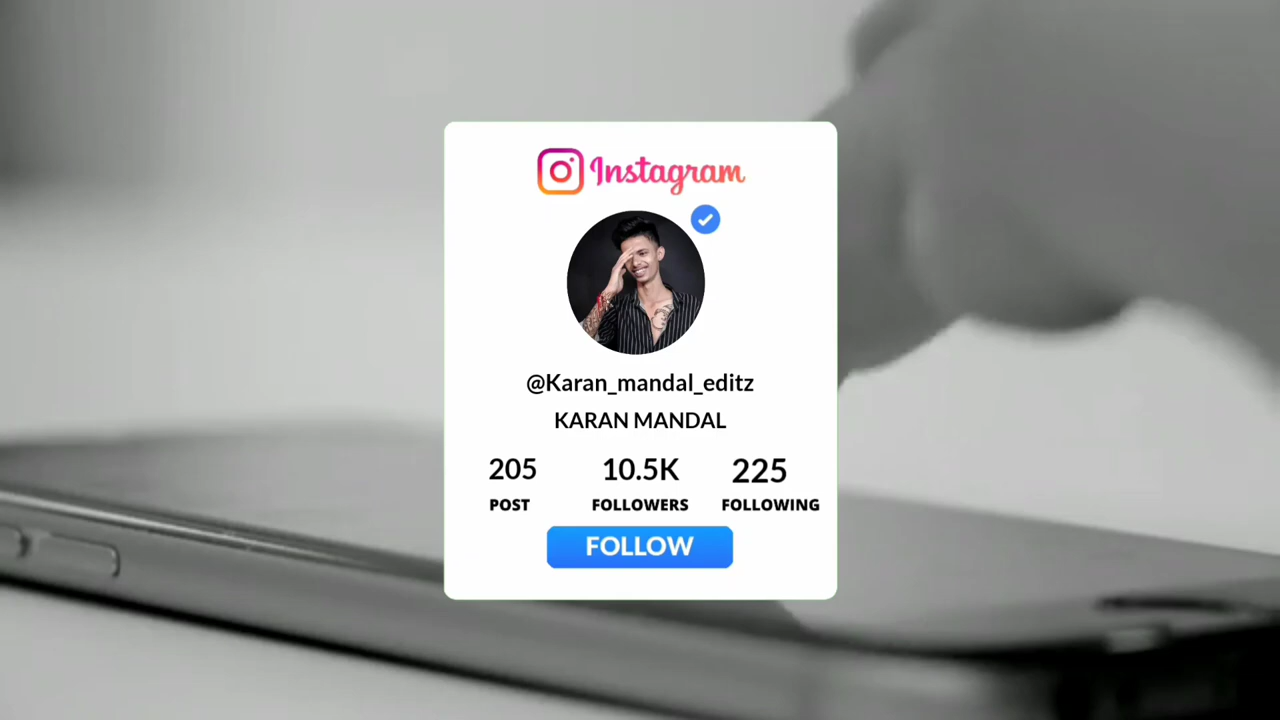 Instagram
@Karan_mandal_editz
KARAN MANDAL
205 10.5K 225
POST FOLLOWERS FOLLOWING
FOLLOW